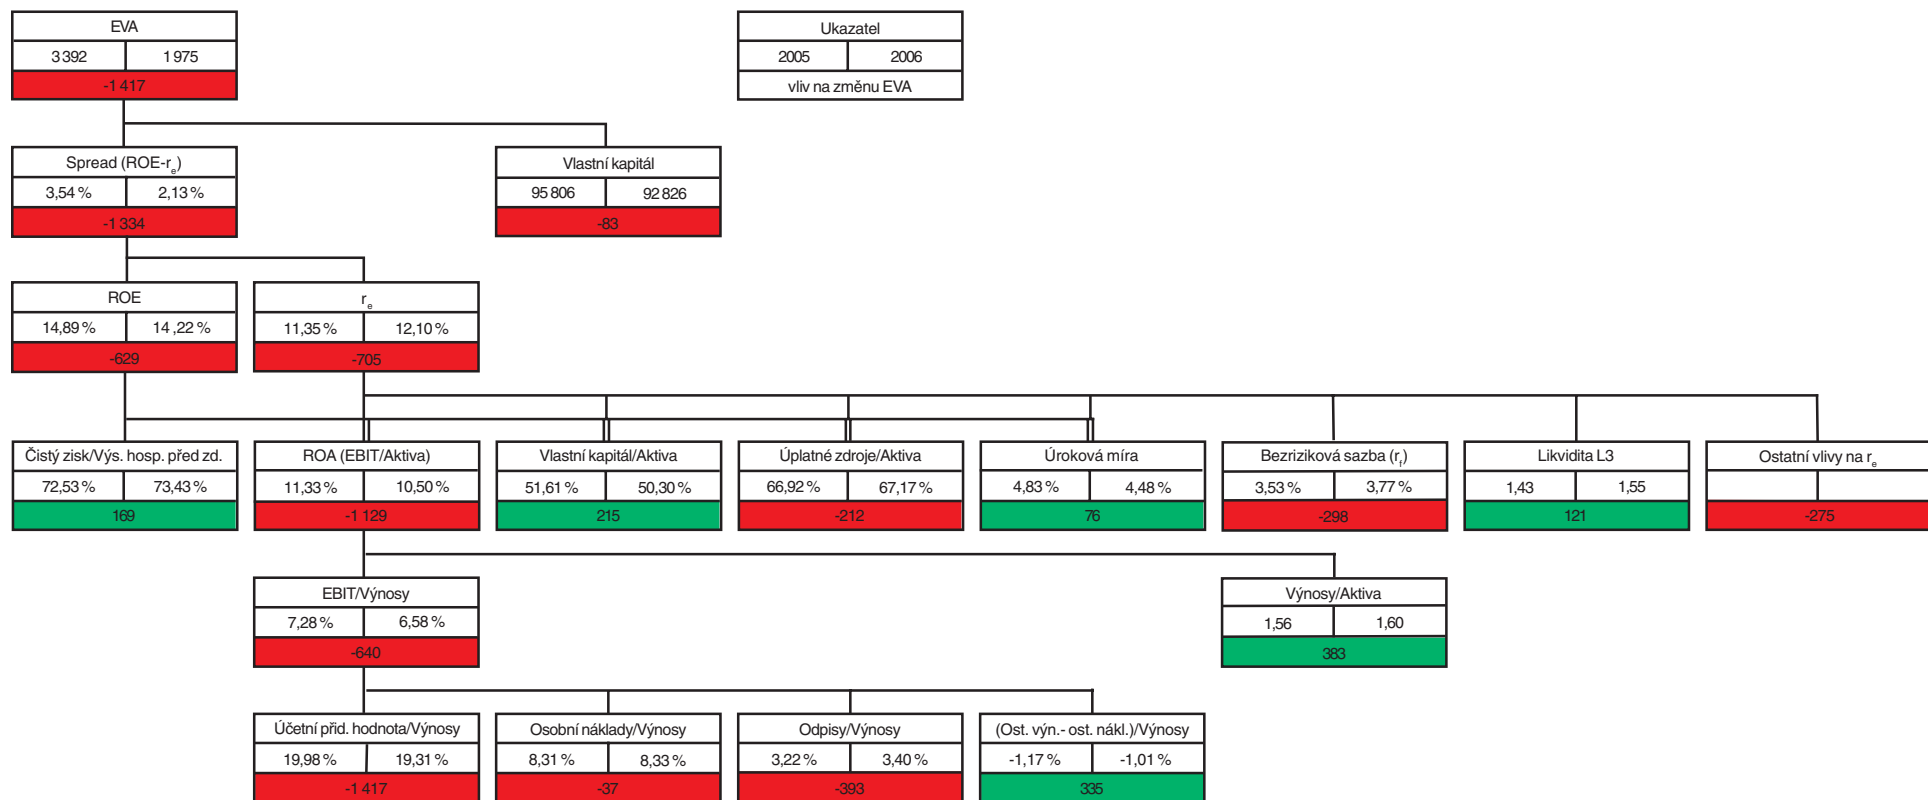 EVA
3 392 1 975
-1 417
Ukazatel
2005 2006
vliv na změnu EVA
Spread (ROE-re)
3,54 % 2,13 %
-1 334
Vlastní kapitál
95 806 92 826
-83
ROE
14,89 % 14 ,22 %
-629
re
11,35 % 12,10 %
-705
Čistý zisk/Výs. hosp. před zd.
72,53 % 73,43 %
169
ROA (EBIT/Aktiva)
11,33 % 10,50 %
-1 129
Vlastní kapitál/Aktiva
51,61 % 50,30 %
215
Úplatné zdroje/Aktiva
66,92 % 67,17 %
-212
Úroková míra
4,83 % 4,48 %
76
Bezriziková sazba (rf)
3,53 % 3,77 %
-298
Likvidita L3
1,43 1,55
121
Ostatní vlivy na re
-275
EBIT/Výnosy
7,28 % 6,58 %
-640
Výnosy/Aktiva
1,56 1,60
383
Účetní přid. hodnota/Výnosy
19,98 % 19,31 %
-1 417
Osobní náklady/Výnosy
8,31 % 8,33 %
-37
Odpisy/Výnosy
3,22 % 3,40 %
-393
(Ost. výn.- ost. nákl.)/Výnosy
-1,17 % -1,01 %
335